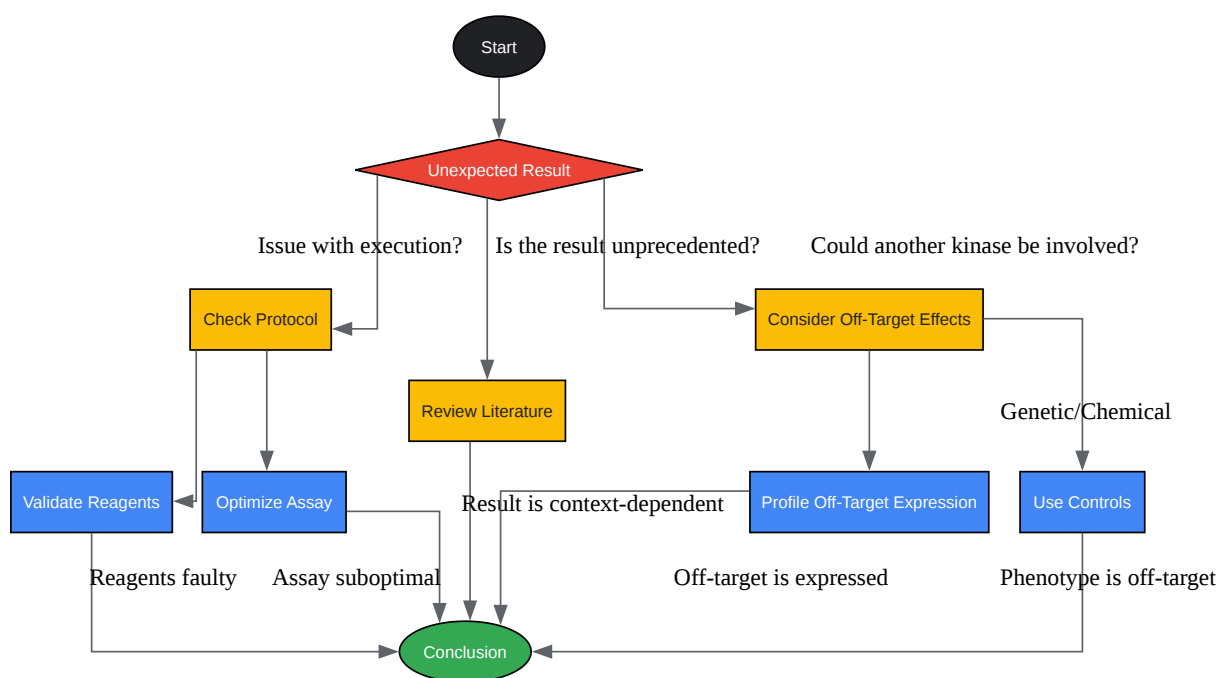 Start
Unexpected Result
Issue with execution?
Is the result unprecedented?
Could another kinase be involved?
Check Protocol
Consider Off-Target Effects
Review Literature
Genetic/Chemical
Validate Reagents
Optimize Assay
Result is context-dependent
Profile Off-Target Expression
Use Controls
Reagents faulty
Assay suboptimal
Off-target is expressed
Phenotype is off-target
Conclusion